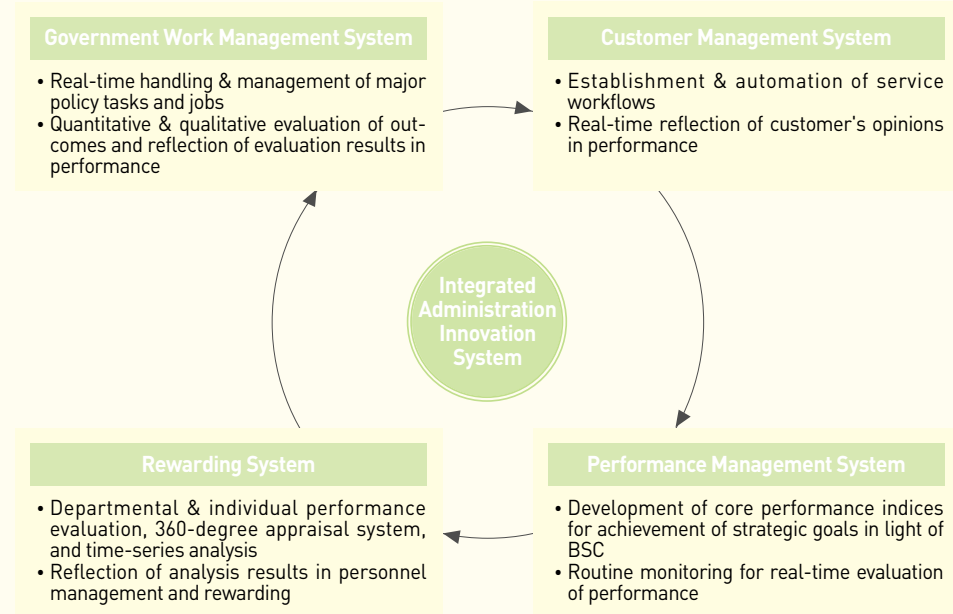 Government Work Management System
• Real-time handling & management of major
policy tasks and jobs
• Quantitative & qualitative evaluation of out-
comes and reflection of evaluation results in
performance
Customer Management System
• Establishment & automation of service
workflows
• Real-time reflection of customer's opinions
in performance
Integrated
Administration
Innovation
System
Rewarding System
• Departmental & individual performance
evaluation, 360-degree appraisal system,
and time-series analysis
• Reflection of analysis results in personnel
management and rewarding
Performance Management System
• Development of core performance indices
for achievement of strategic goals in light of
BSC
• Routine monitoring for real-time evaluation
of performance